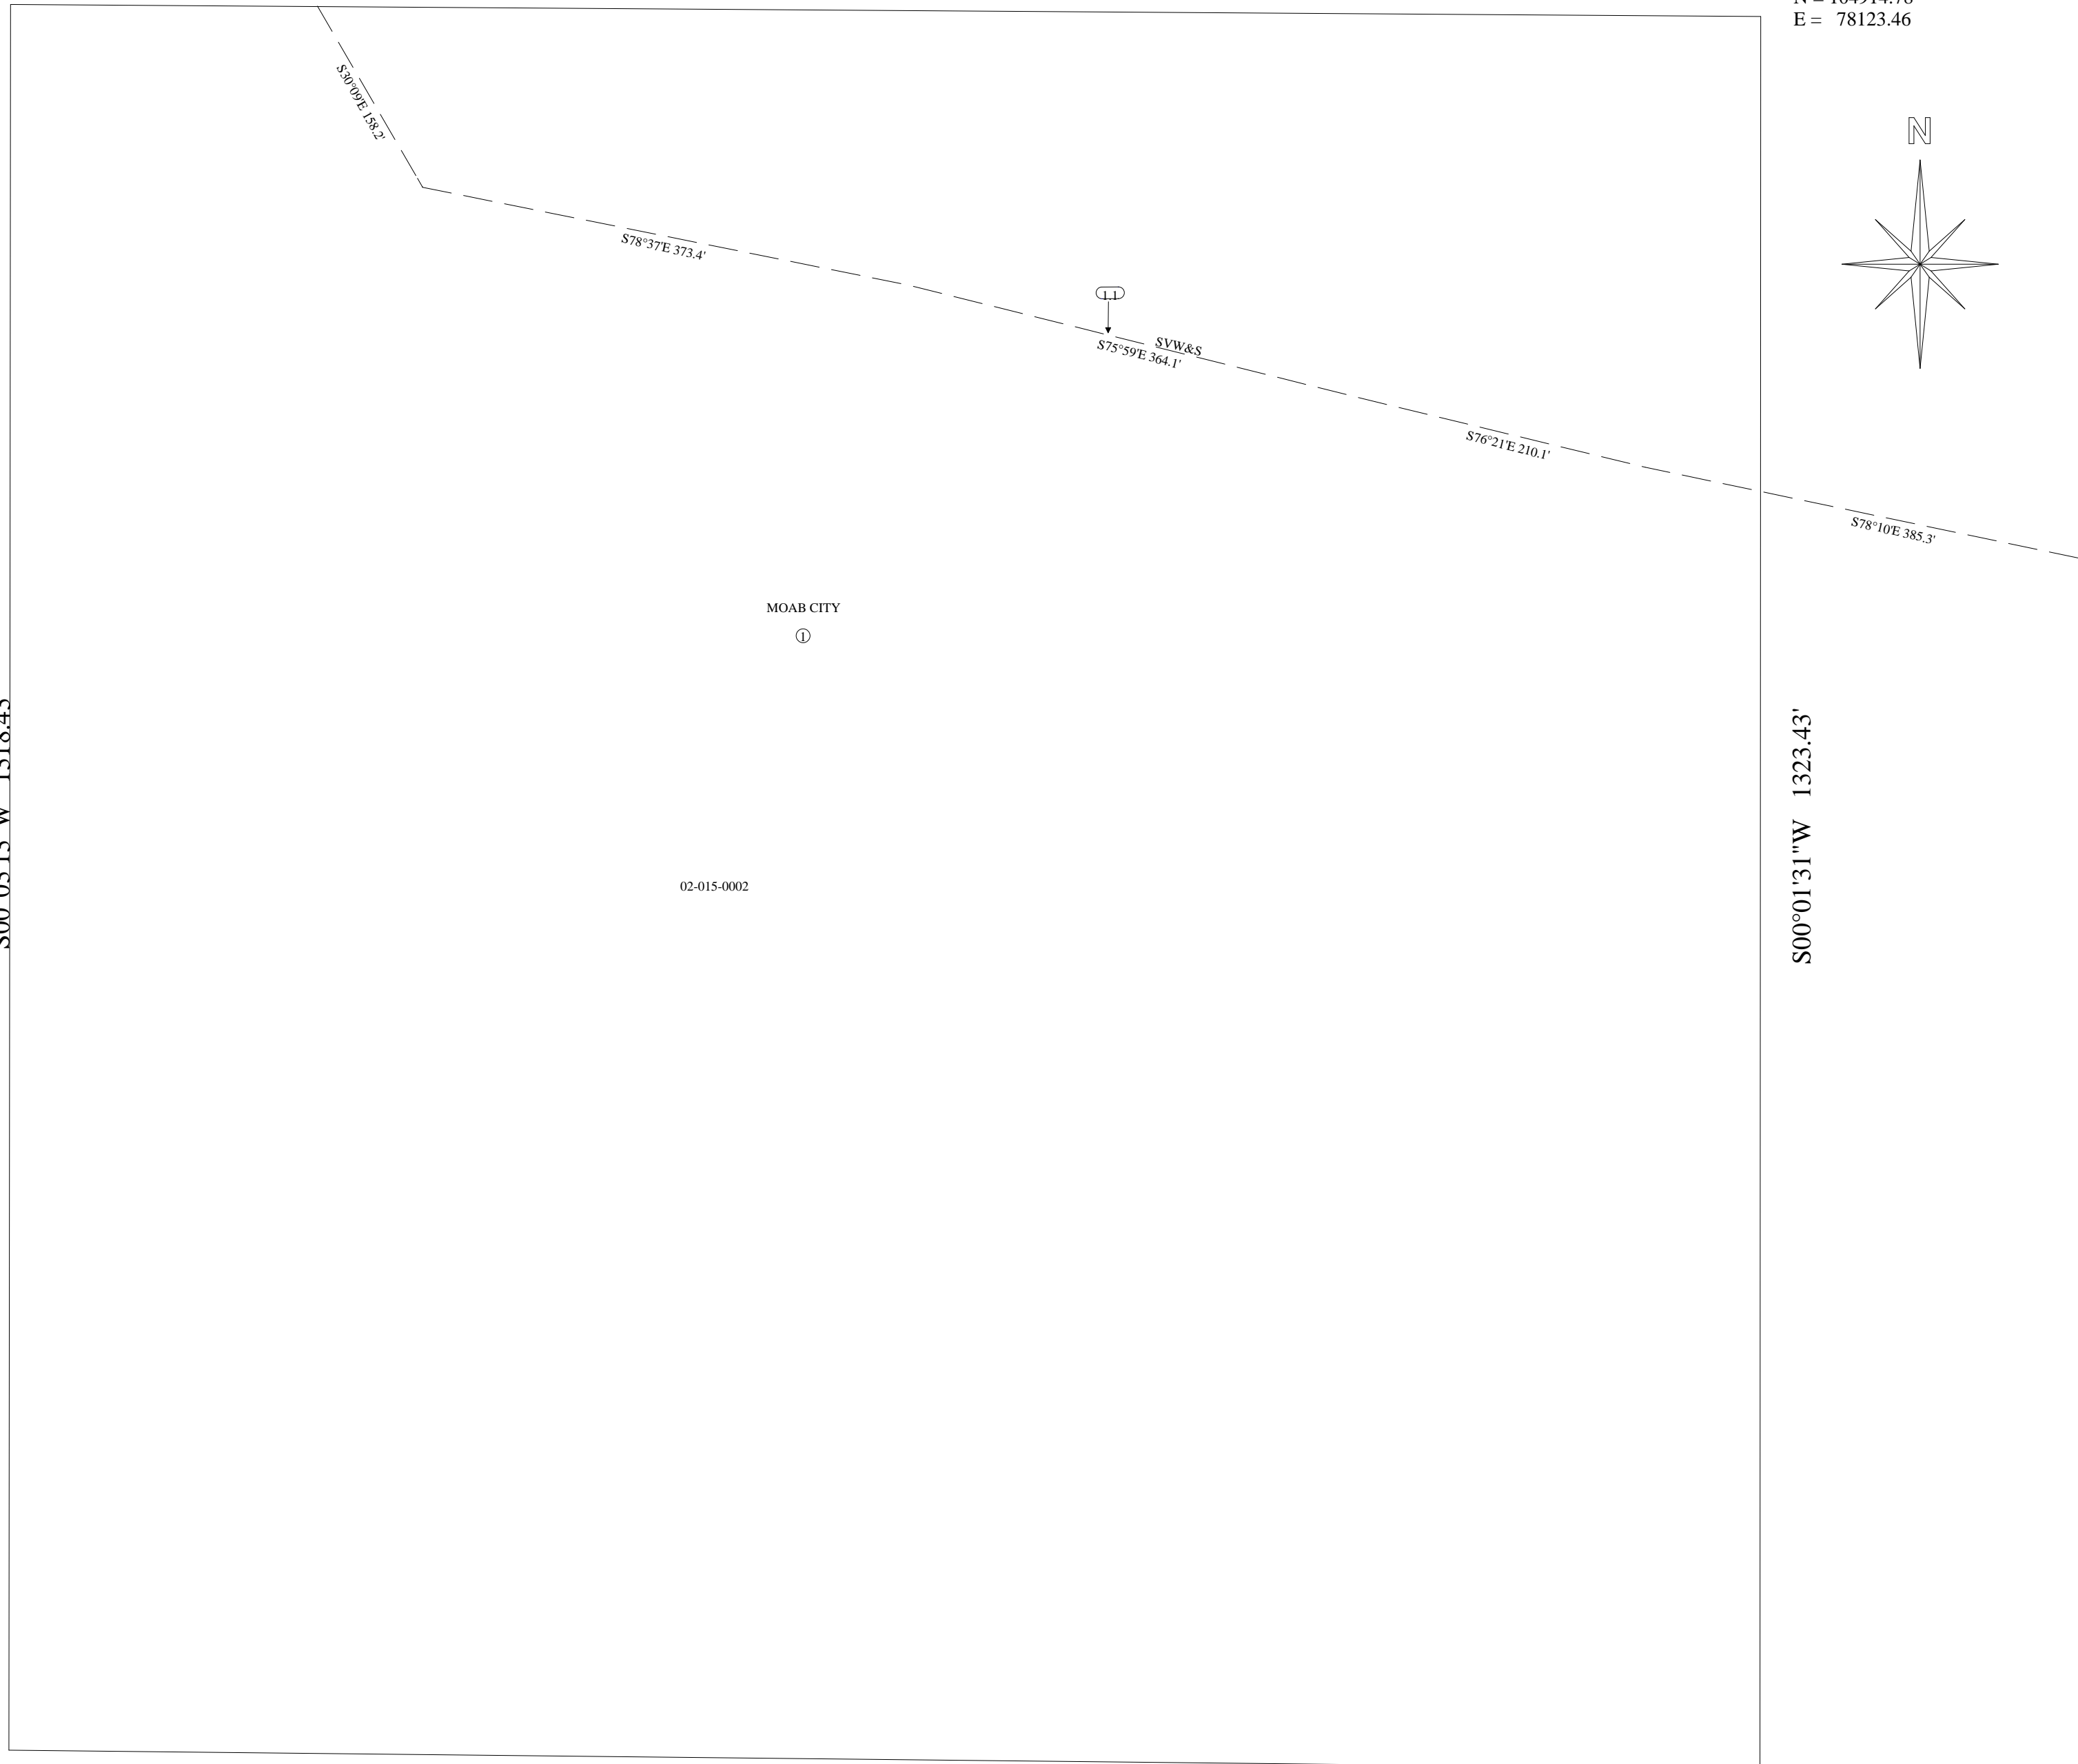 E = 78123.46
N
S30°09'E 158.2'
S78°37'E 373.4'
1.1
SVW&S
S75°59'E 364.1'
S76°21'E 210.1'
S78°10'E 385.3'
MOAB CITY
1
S00°01'31"W 1323.43'
02-015-0002